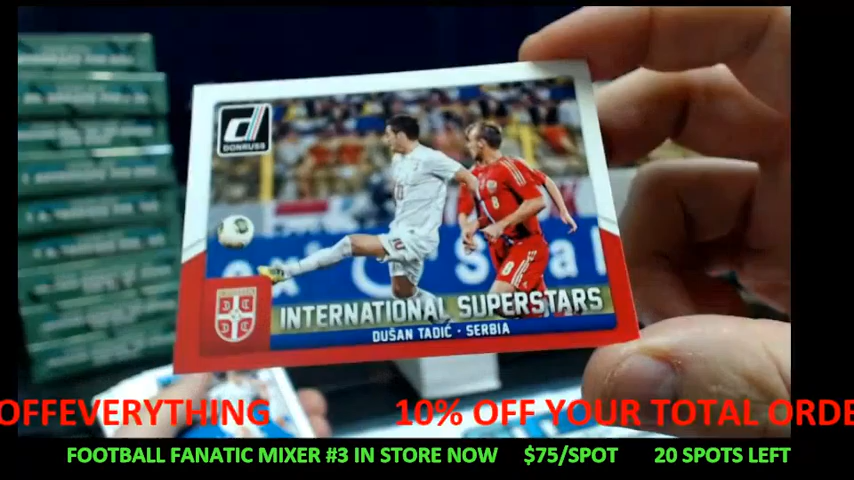 DONRUSS
INTERNATIONAL SUPERSTARS
DUŠAN TADIĆ · SERBIA
OFFEVERYTHING 10% OFF YOUR TOTAL ORDE
FOOTBALL FANATIC MIXER #3 IN STORE NOW $75/SPOT 20 SPOTS LEFT